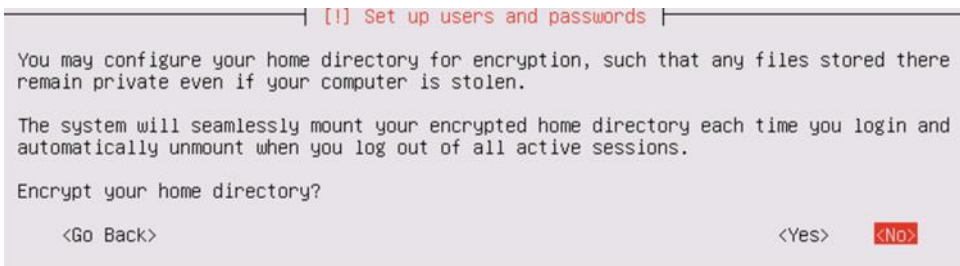 [!] Set up users and passwords
You may configure your home directory for encryption, such that any files stored there
remain private even if your computer is stolen.
The system will seamlessly mount your encrypted home directory each time you login and
automatically unmount when you log out of all active sessions.
Encrypt your home directory?
<Go Back> <Yes> <No>